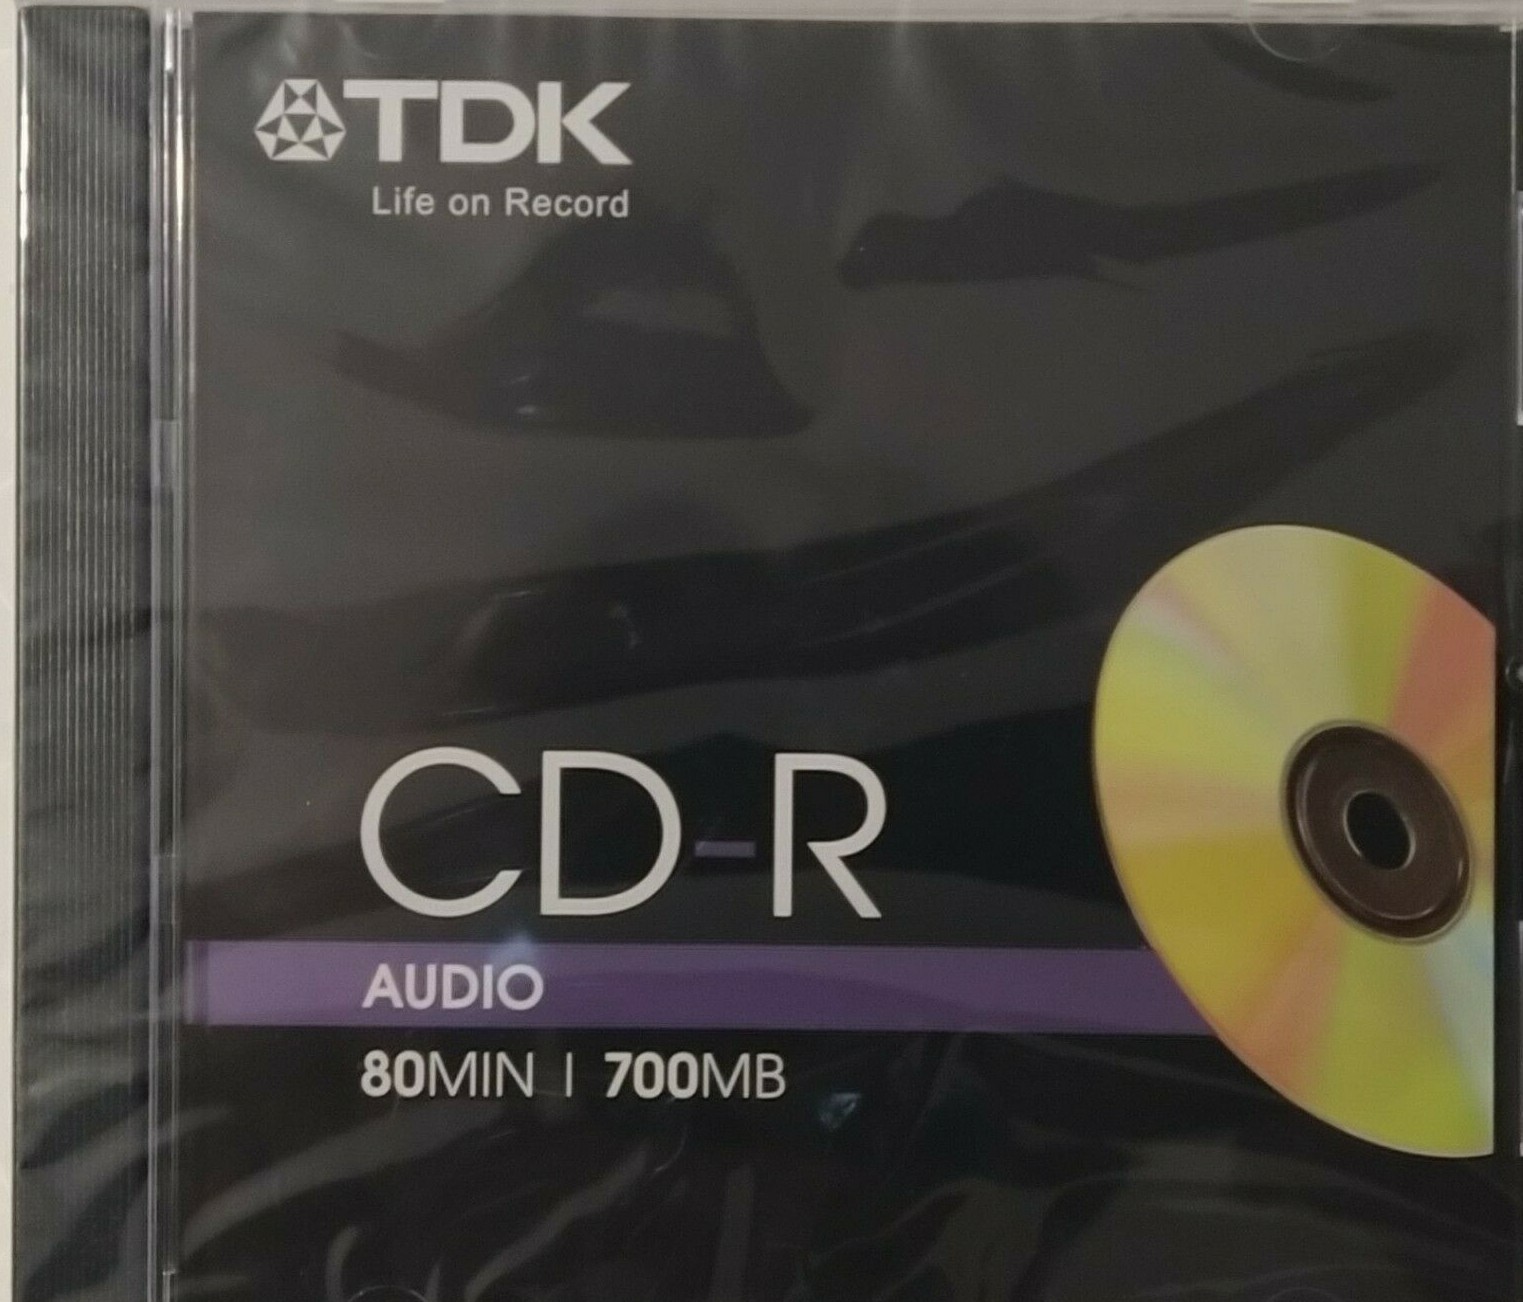 TDK
Life on Record
CD-R
AUDIO
80MIN | 700MB